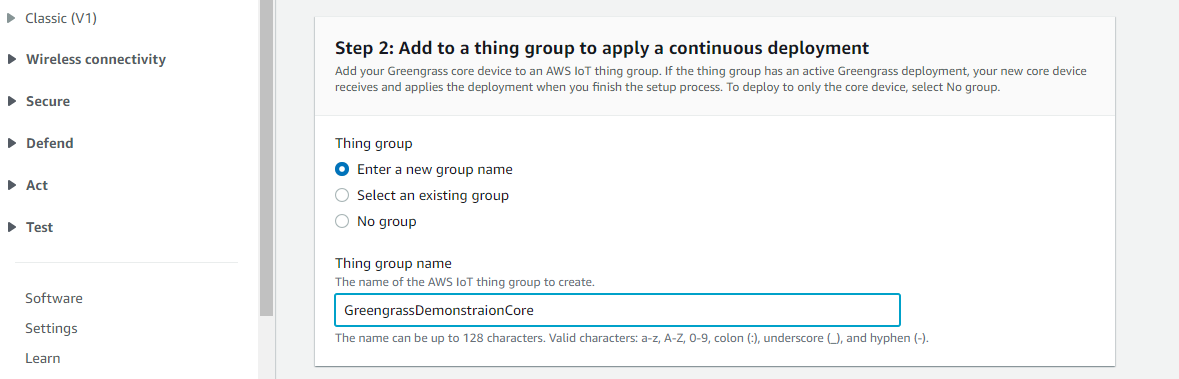 Classic (V1)
Wireless connectivity
Secure
Defend
Act
Test
Software
Settings
Learn
Step 2: Add to a thing group to apply a continuous deployment
Add your Greengrass core device to an AWS IoT thing group. If the thing group has an active Greengrass deployment, your new core device
receives and applies the deployment when you finish the setup process. To deploy to only the core device, select No group.
Thing group
Enter a new group name
Select an existing group
No group
Thing group name
The name of the AWS IoT thing group to create.
GreengrassDemonstraionCore
The name can be up to 128 characters. Valid characters: a-z, A-Z, 0-9, colon (:), underscore (_), and hyphen (-).